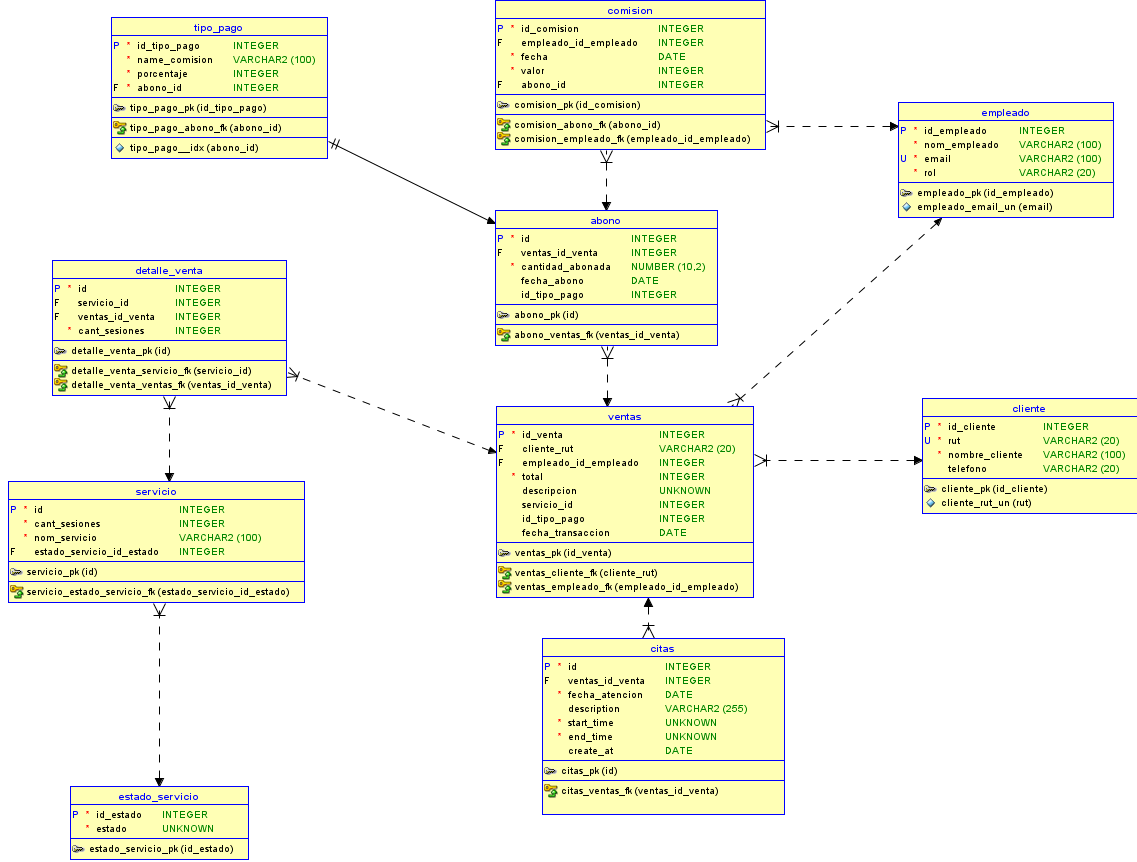 tipo_pago
P * id_tipo_pago INTEGER
* name_comision VARCHAR2 (100)
* porcentaje INTEGER
F * abono_id INTEGER
tipo_pago_pk (id_tipo_pago)
tipo_pago_abono_fk (abono_id)
tipo_pago__idx (abono_id)
comision
P * id_comision INTEGER
F empleado_id_empleado INTEGER
* fecha DATE
* valor INTEGER
F abono_id INTEGER
comision_pk (id_comision)
comision_abono_fk (abono_id)
comision_empleado_fk (empleado_id_empleado)
empleado
P * id_empleado INTEGER
* nom_empleado VARCHAR2 (100)
U * email VARCHAR2 (100)
* rol VARCHAR2 (20)
empleado_pk (id_empleado)
empleado_email_un (email)
abono
P * id INTEGER
F ventas_id_venta INTEGER
* cantidad_abonada NUMBER (10,2)
fecha_abono DATE
id_tipo_pago INTEGER
abono_pk (id)
abono_ventas_fk (ventas_id_venta)
detalle_venta
P * id INTEGER
F servicio_id INTEGER
F ventas_id_venta INTEGER
* cant_sesiones INTEGER
detalle_venta_pk (id)
detalle_venta_servicio_fk (servicio_id)
detalle_venta_ventas_fk (ventas_id_venta)
ventas
P * id_venta INTEGER
F cliente_rut VARCHAR2 (20)
F empleado_id_empleado INTEGER
* total INTEGER
descripcion UNKNOWN
servicio_id INTEGER
id_tipo_pago INTEGER
fecha_transaccion DATE
ventas_pk (id_venta)
ventas_cliente_fk (cliente_rut)
ventas_empleado_fk (empleado_id_empleado)
cliente
P * id_cliente INTEGER
U * rut VARCHAR2 (20)
* nombre_cliente VARCHAR2 (100)
telefono VARCHAR2 (20)
cliente_pk (id_cliente)
cliente_rut_un (rut)
servicio
P * id INTEGER
* cant_sesiones INTEGER
* nom_servicio VARCHAR2 (100)
F estado_servicio_id_estado INTEGER
servicio_pk (id)
servicio_estado_servicio_fk (estado_servicio_id_estado)
citas
P * id INTEGER
F ventas_id_venta INTEGER
* fecha_atencion DATE
description VARCHAR2 (255)
* start_time UNKNOWN
* end_time UNKNOWN
create_at DATE
citas_pk (id)
citas_ventas_fk (ventas_id_venta)
estado_servicio
P * id_estado INTEGER
* estado UNKNOWN
estado_servicio_pk (id_estado)